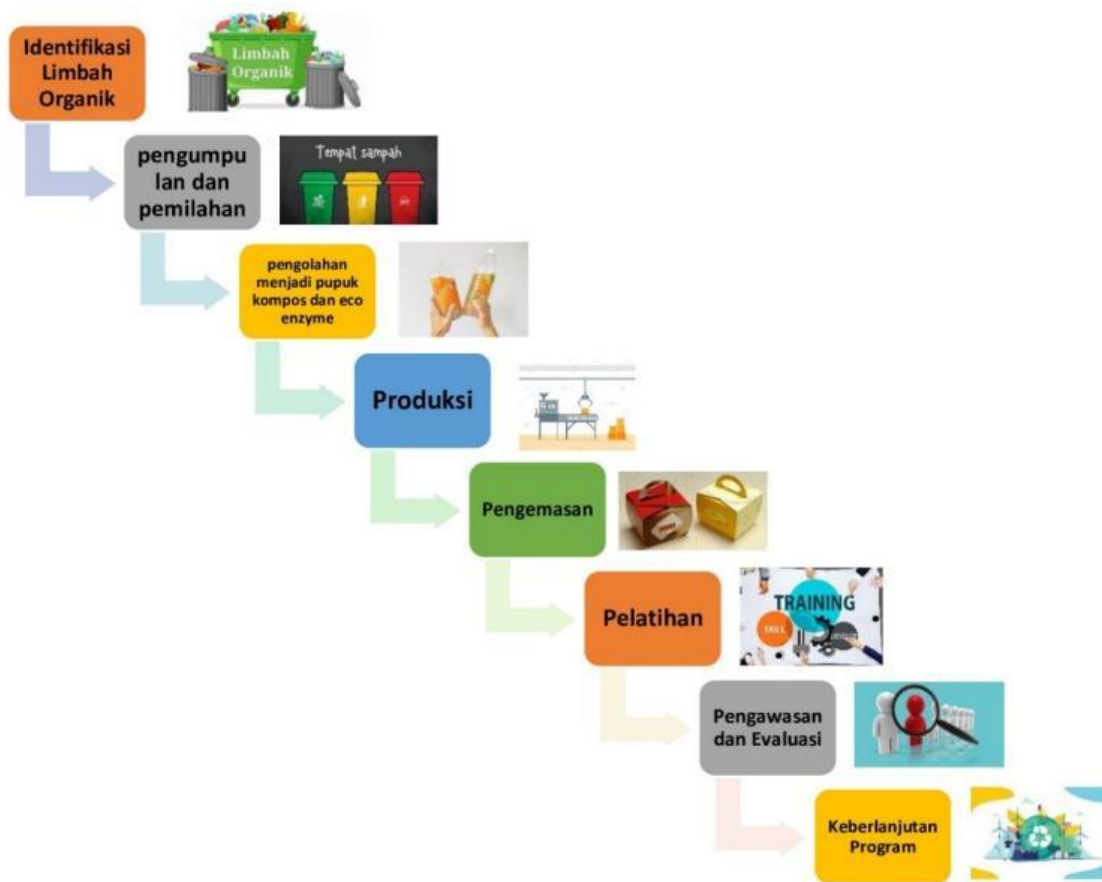 Identifikasi
Limbah
Organik
Limbah
Organik
pengumpu
lan dan
pemilahan
Tempat sampah
pengolahan
menjadi pupuk
kompos dan eco
enzyme
Produksi
Pengemasan
Pelatihan
TRAINING
SKILL
DEVELOP
Pengawasan
dan Evaluasi
Keberlanjutan
Program